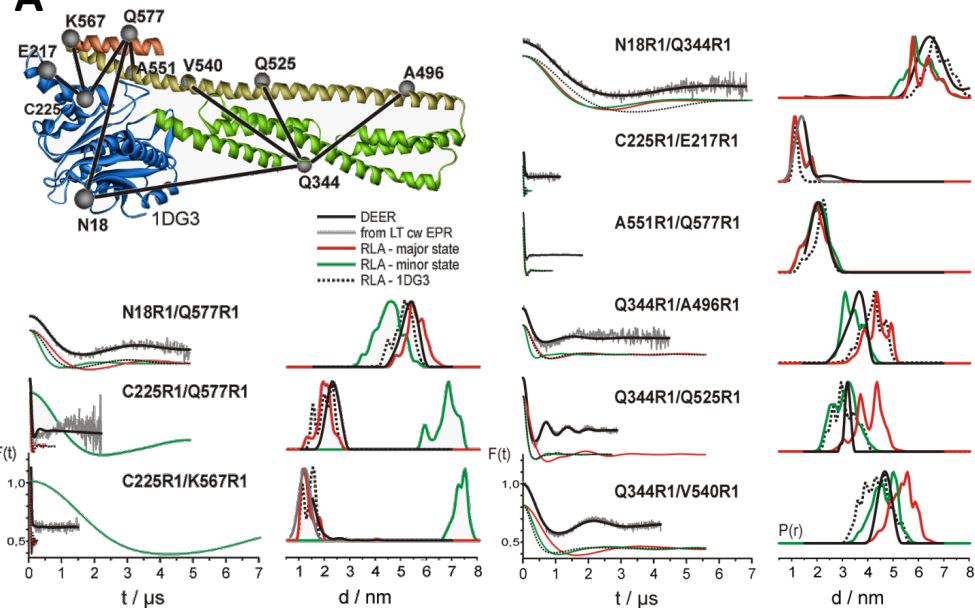 A
K567
Q577
E217
A551
V540
Q525
A496
C225
Q344
N18
1DG3
DEER
from LT cw EPR
RLA - major state
RLA - minor state
RLA - 1DG3
N18R1/Q577R1
C225R1/Q577R1
F(t)
C225R1/K567R1
1,0
0,5
0 1 2 3 4 5 6 7
t / µs
1 2 3 4 5 6 7 8
d / nm
N18R1/Q344R1
C225R1/E217R1
A551R1/Q577R1
Q344R1/A496R1
Q344R1/Q525R1
F(t)
Q344R1/V540R1
1,0
0,5
P(r)
0 1 2 3 4 5 6 7
t / µs
1 2 3 4 5 6 7 8
d / nm